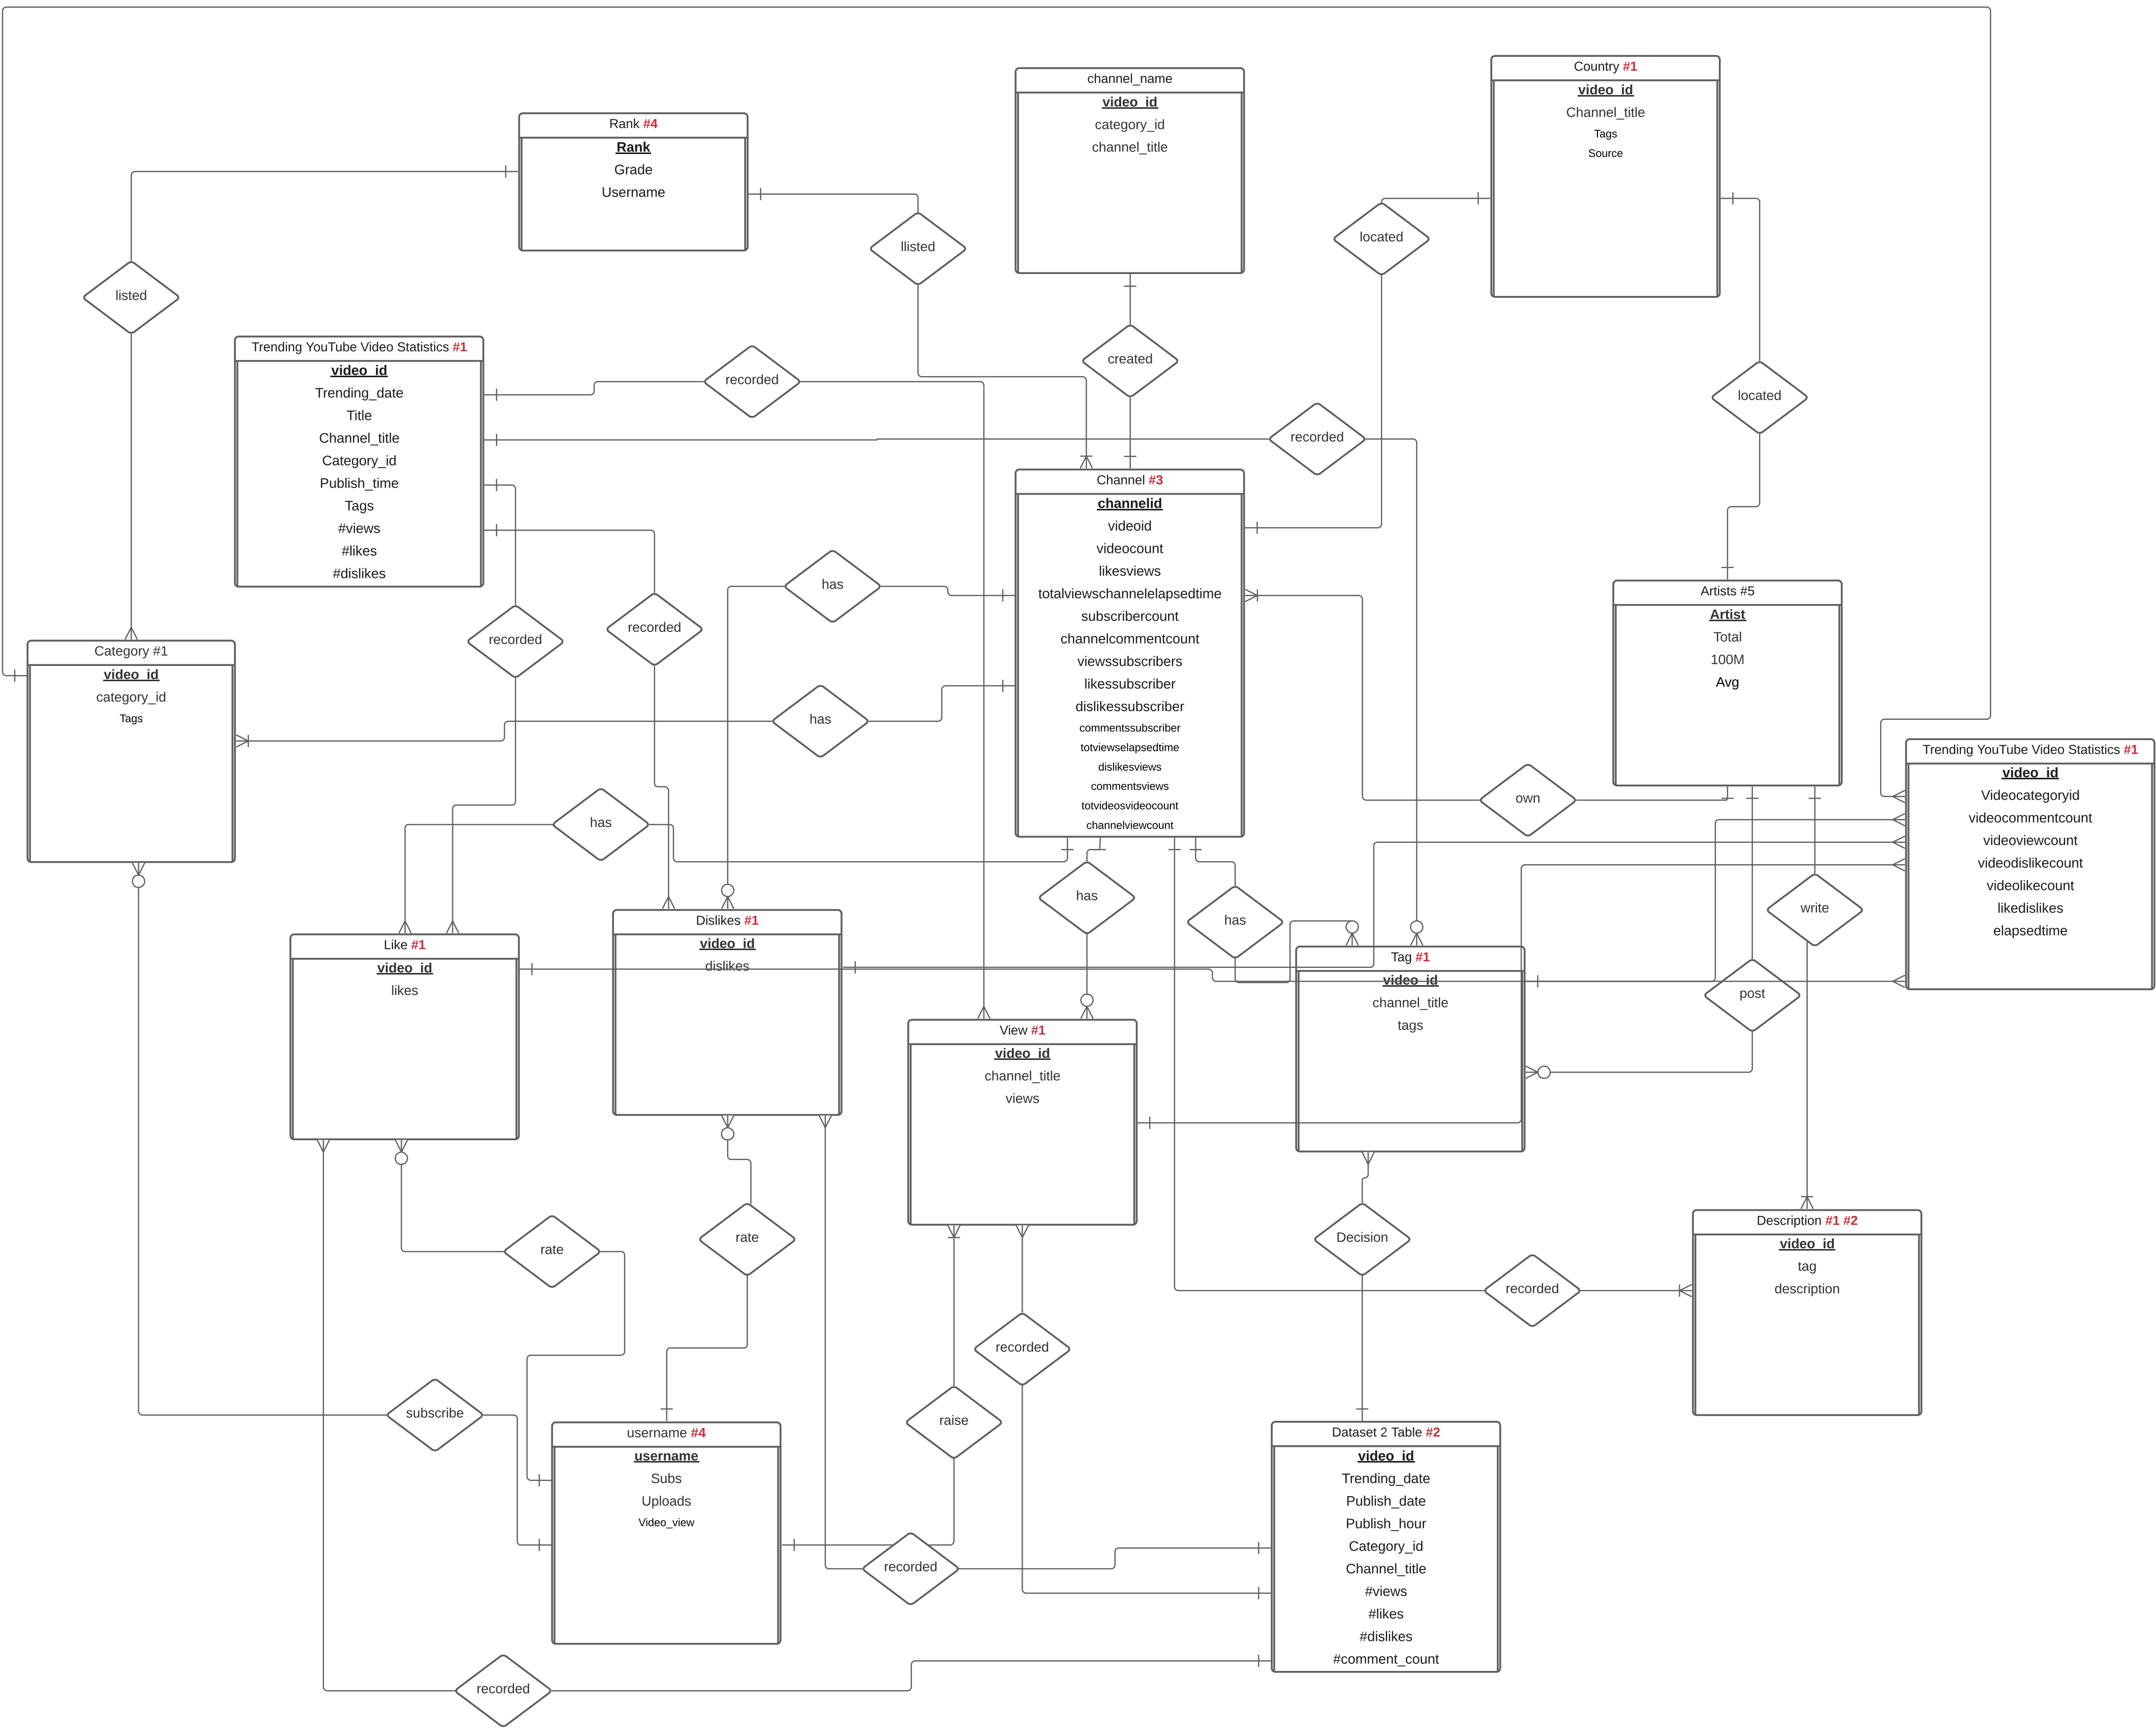 Country #1
video_id
Channel_title
Tags
Source
channel_name
video_id
category_id
channel_title
Rank #4
Rank
Grade
Username
located
llisted
listed
Trending YouTube Video Statistics #1
video_id
Trending_date
Title
Channel_title
Category_id
Publish_time
Tags
#views
#likes
#dislikes
recorded
created
located
recorded
Channel #3
channelid
videoid
videocount
likesviews
totalviewschannelelapsedtime
subscribercount
channelcommentcount
viewssubscribers
likessubscriber
dislikessubscriber
commentssubscriber
totviewselapsedtime
dislikesviews
commentsviews
totvideosvideocount
channelviewcount
has
recorded
recorded
Artists #5
Artist
Total
100M
Avg
Category #1
video_id
category_id
Tags
has
own
Trending YouTube Video Statistics #1
video_id
Videocategoryid
videocommentcount
videoviewcount
videodislikecount
videolikecount
likedislikes
elapsedtime
has
has
has
write
Like #1
video_id
likes
Dislikes #1
video_id
dislikes
Tag #1
video_id
channel_title
tags
post
View #1
video_id
channel_title
views
rate
rate
Decision
Description #1 #2
video_id
tag
description
recorded
recorded
subscribe
raise
username #4
username
Subs
Uploads
Video_view
Dataset 2 Table #2
video_id
Trending_date
Publish_date
Publish_hour
Category_id
Channel_title
#views
#likes
#dislikes
#comment_count
recorded
recorded